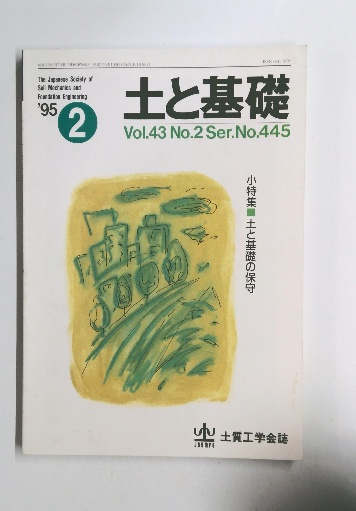 The Japanese Society of
Soil Mechanics and
Foundation Engineering
'95
2
土と基礎
Vol.43 No.2 Ser.No.445
小特集■土と基礎の保守
土質工学会誌